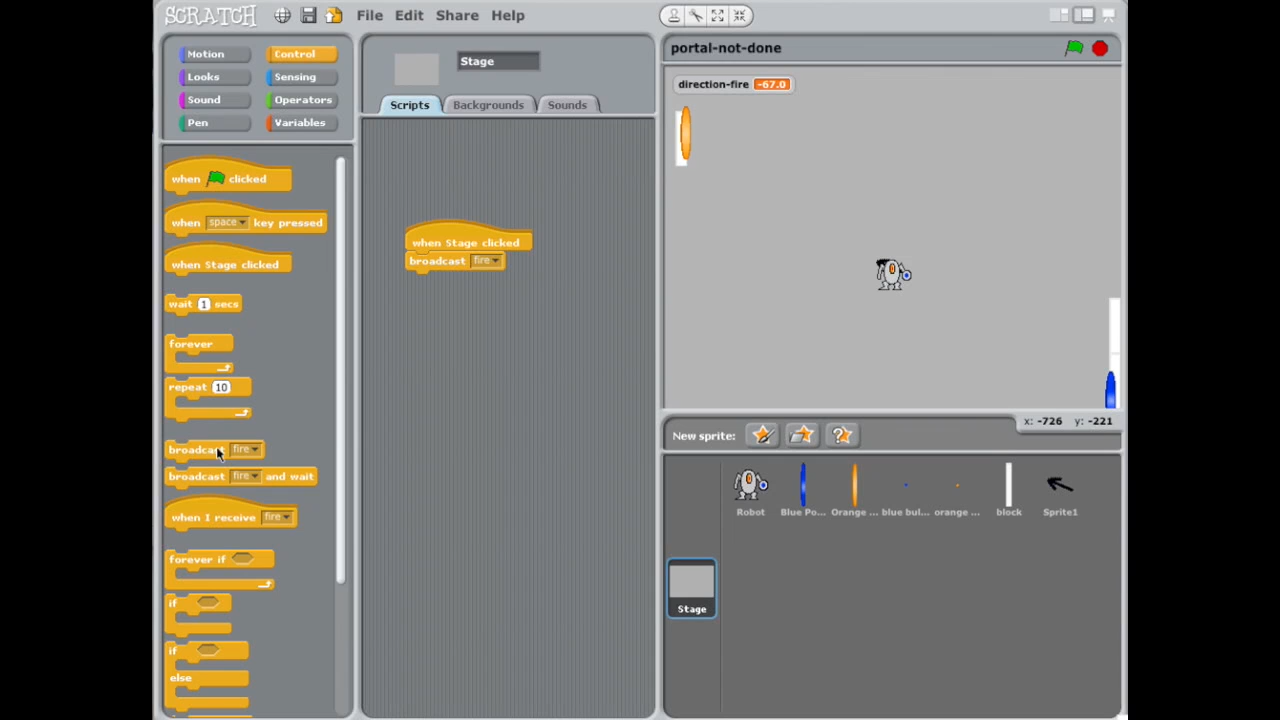 SCRATCH
File Edit Share Help
Motion Control
Looks Sensing
Sound Operators
Pen Variables
when clicked
when space key pressed
when Stage clicked
wait 1 secs
forever
repeat 10
broadcast fire
broadcast fire and wait
when I receive fire
forever if
if
if
else
Stage
Scripts Backgrounds Sounds
when Stage clicked
broadcast fire
portal-not-done
direction-fire -67.0
x: -726 y: -221
New sprite:
Robot Blue Po... Orange ... blue bul... orange ... block Sprite1
Stage